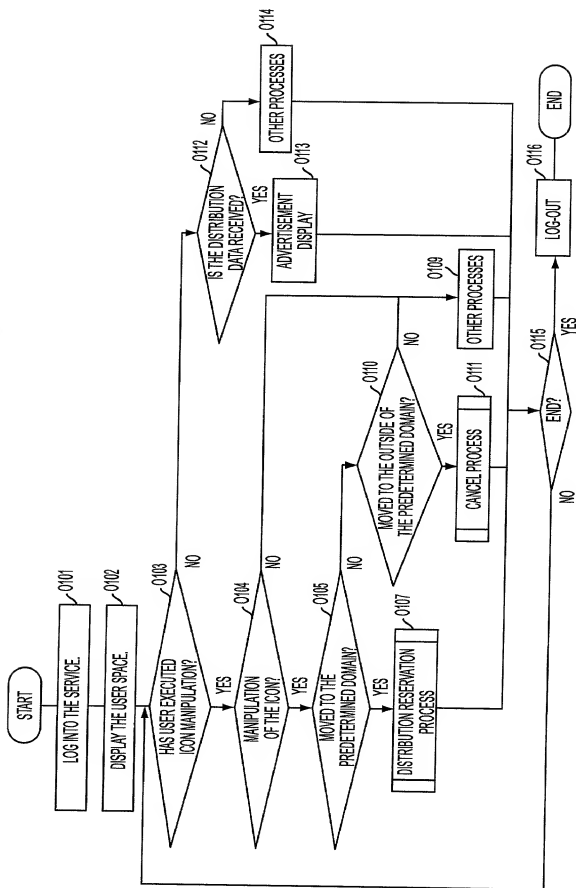 START
0101
LOG INTO THE SERVICE.
0102
DISPLAY THE USER SPACE.
0103
HAS USER EXECUTED
ICON MANIPULATION?
NO
YES
0104
MANIPULATION
OF THE ICON?
NO
YES
0105
MOVED TO THE
PREDETERMINED DOMAIN?
NO
YES
0107
DISTRIBUTION RESERVATION
PROCESS
0110
MOVED TO THE OUTSIDE OF
THE PREDETERMINED DOMAIN?
NO
YES
0111
CANCEL PROCESS
0109
OTHER PROCESSES
0112
IS THE DISTRIBUTION
DATA RECEIVED?
NO
YES
0113
ADVERTISEMENT
DISPLAY
0114
OTHER PROCESSES
0115
END?
NO
YES
0116
LOG-OUT
END